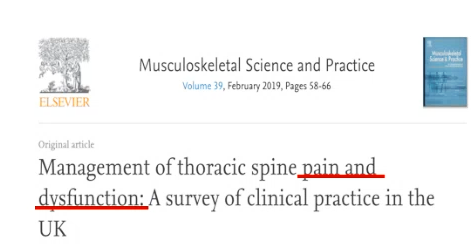 Musculoskeletal Science and Practice
Volume 39, February 2019, Pages 58-66
ELSEVIER
Original article
Management of thoracic spine pain and
dysfunction: A survey of clinical practice in the
UK